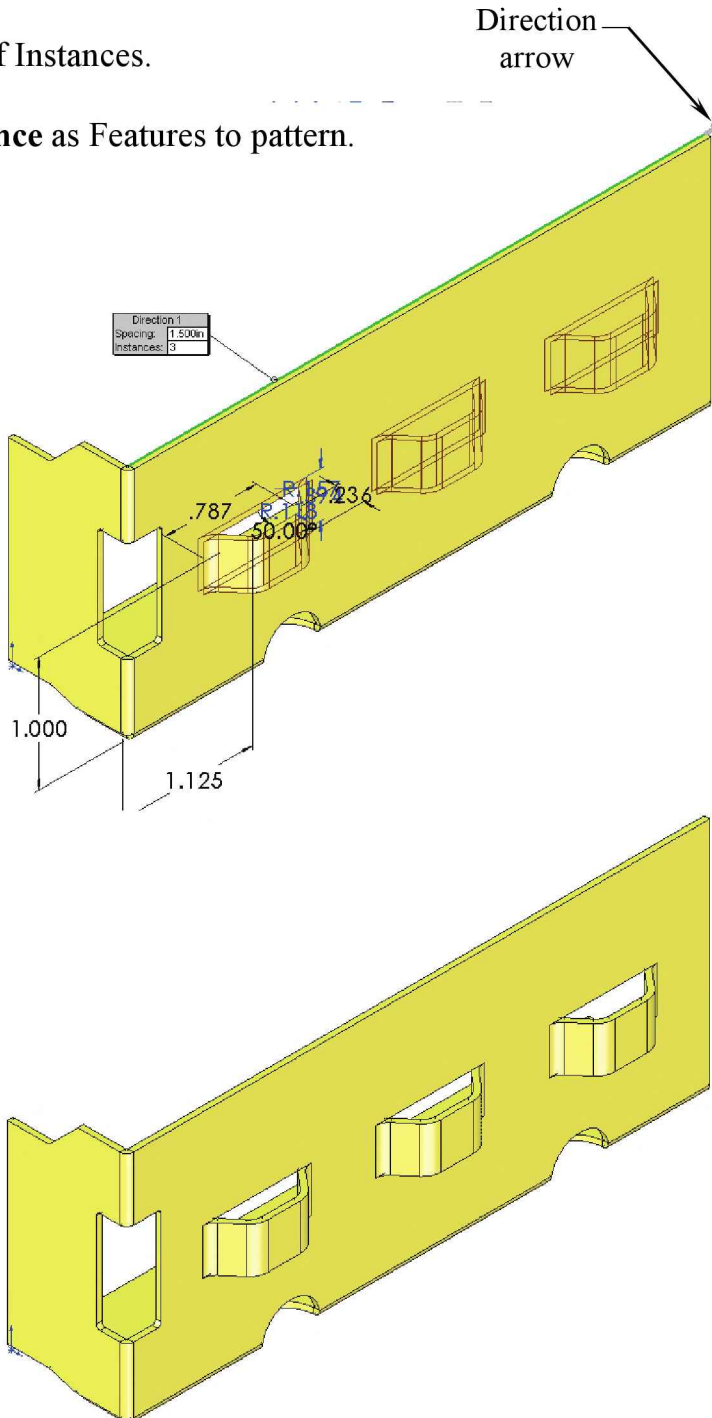 Direction
arrow
f Instances.
nce as Features to pattern.
Direction 1
Spacing: 1.500in
Instances: 3
.787
R.157
.236
R.118
50.00°
1.000
1.125